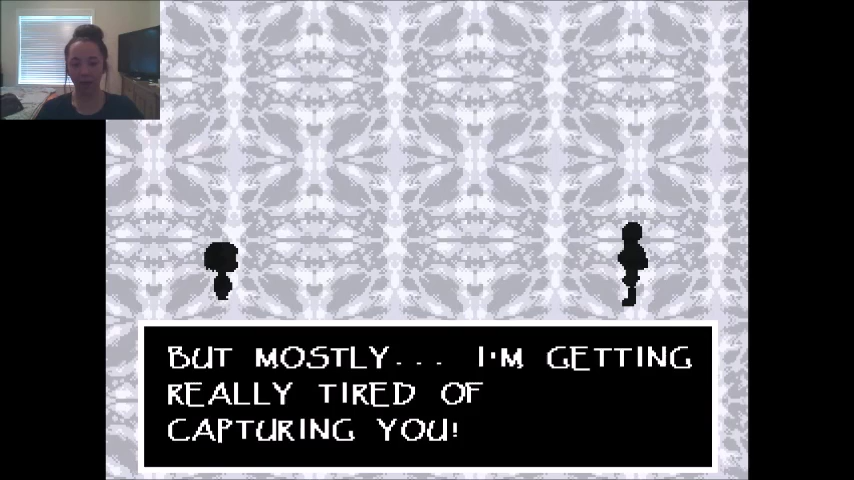 BUT MOSTLY... I'M GETTING
REALLY TIRED OF
CAPTURING YOU!